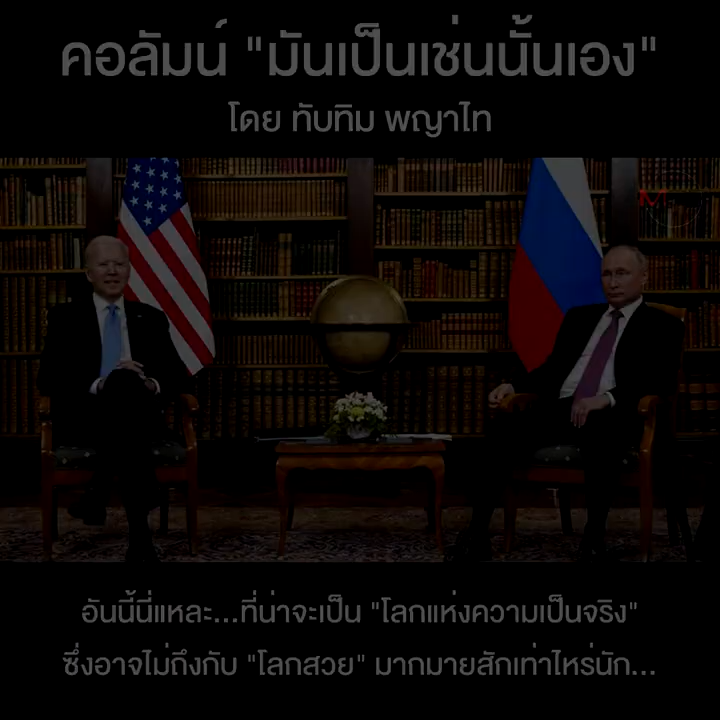 คอลัมน์ "มันเป็นเช่นนั้นเอง"
โดย ทับทิม พญาไท
อันนี้นี่แหละ...ที่น่าจะเป็น "โลกแห่งความเป็นจริง"
ซึ่งอาจไม่ถึงกับ "โลกสวย" มากมายสักเท่าไหร่นัก...